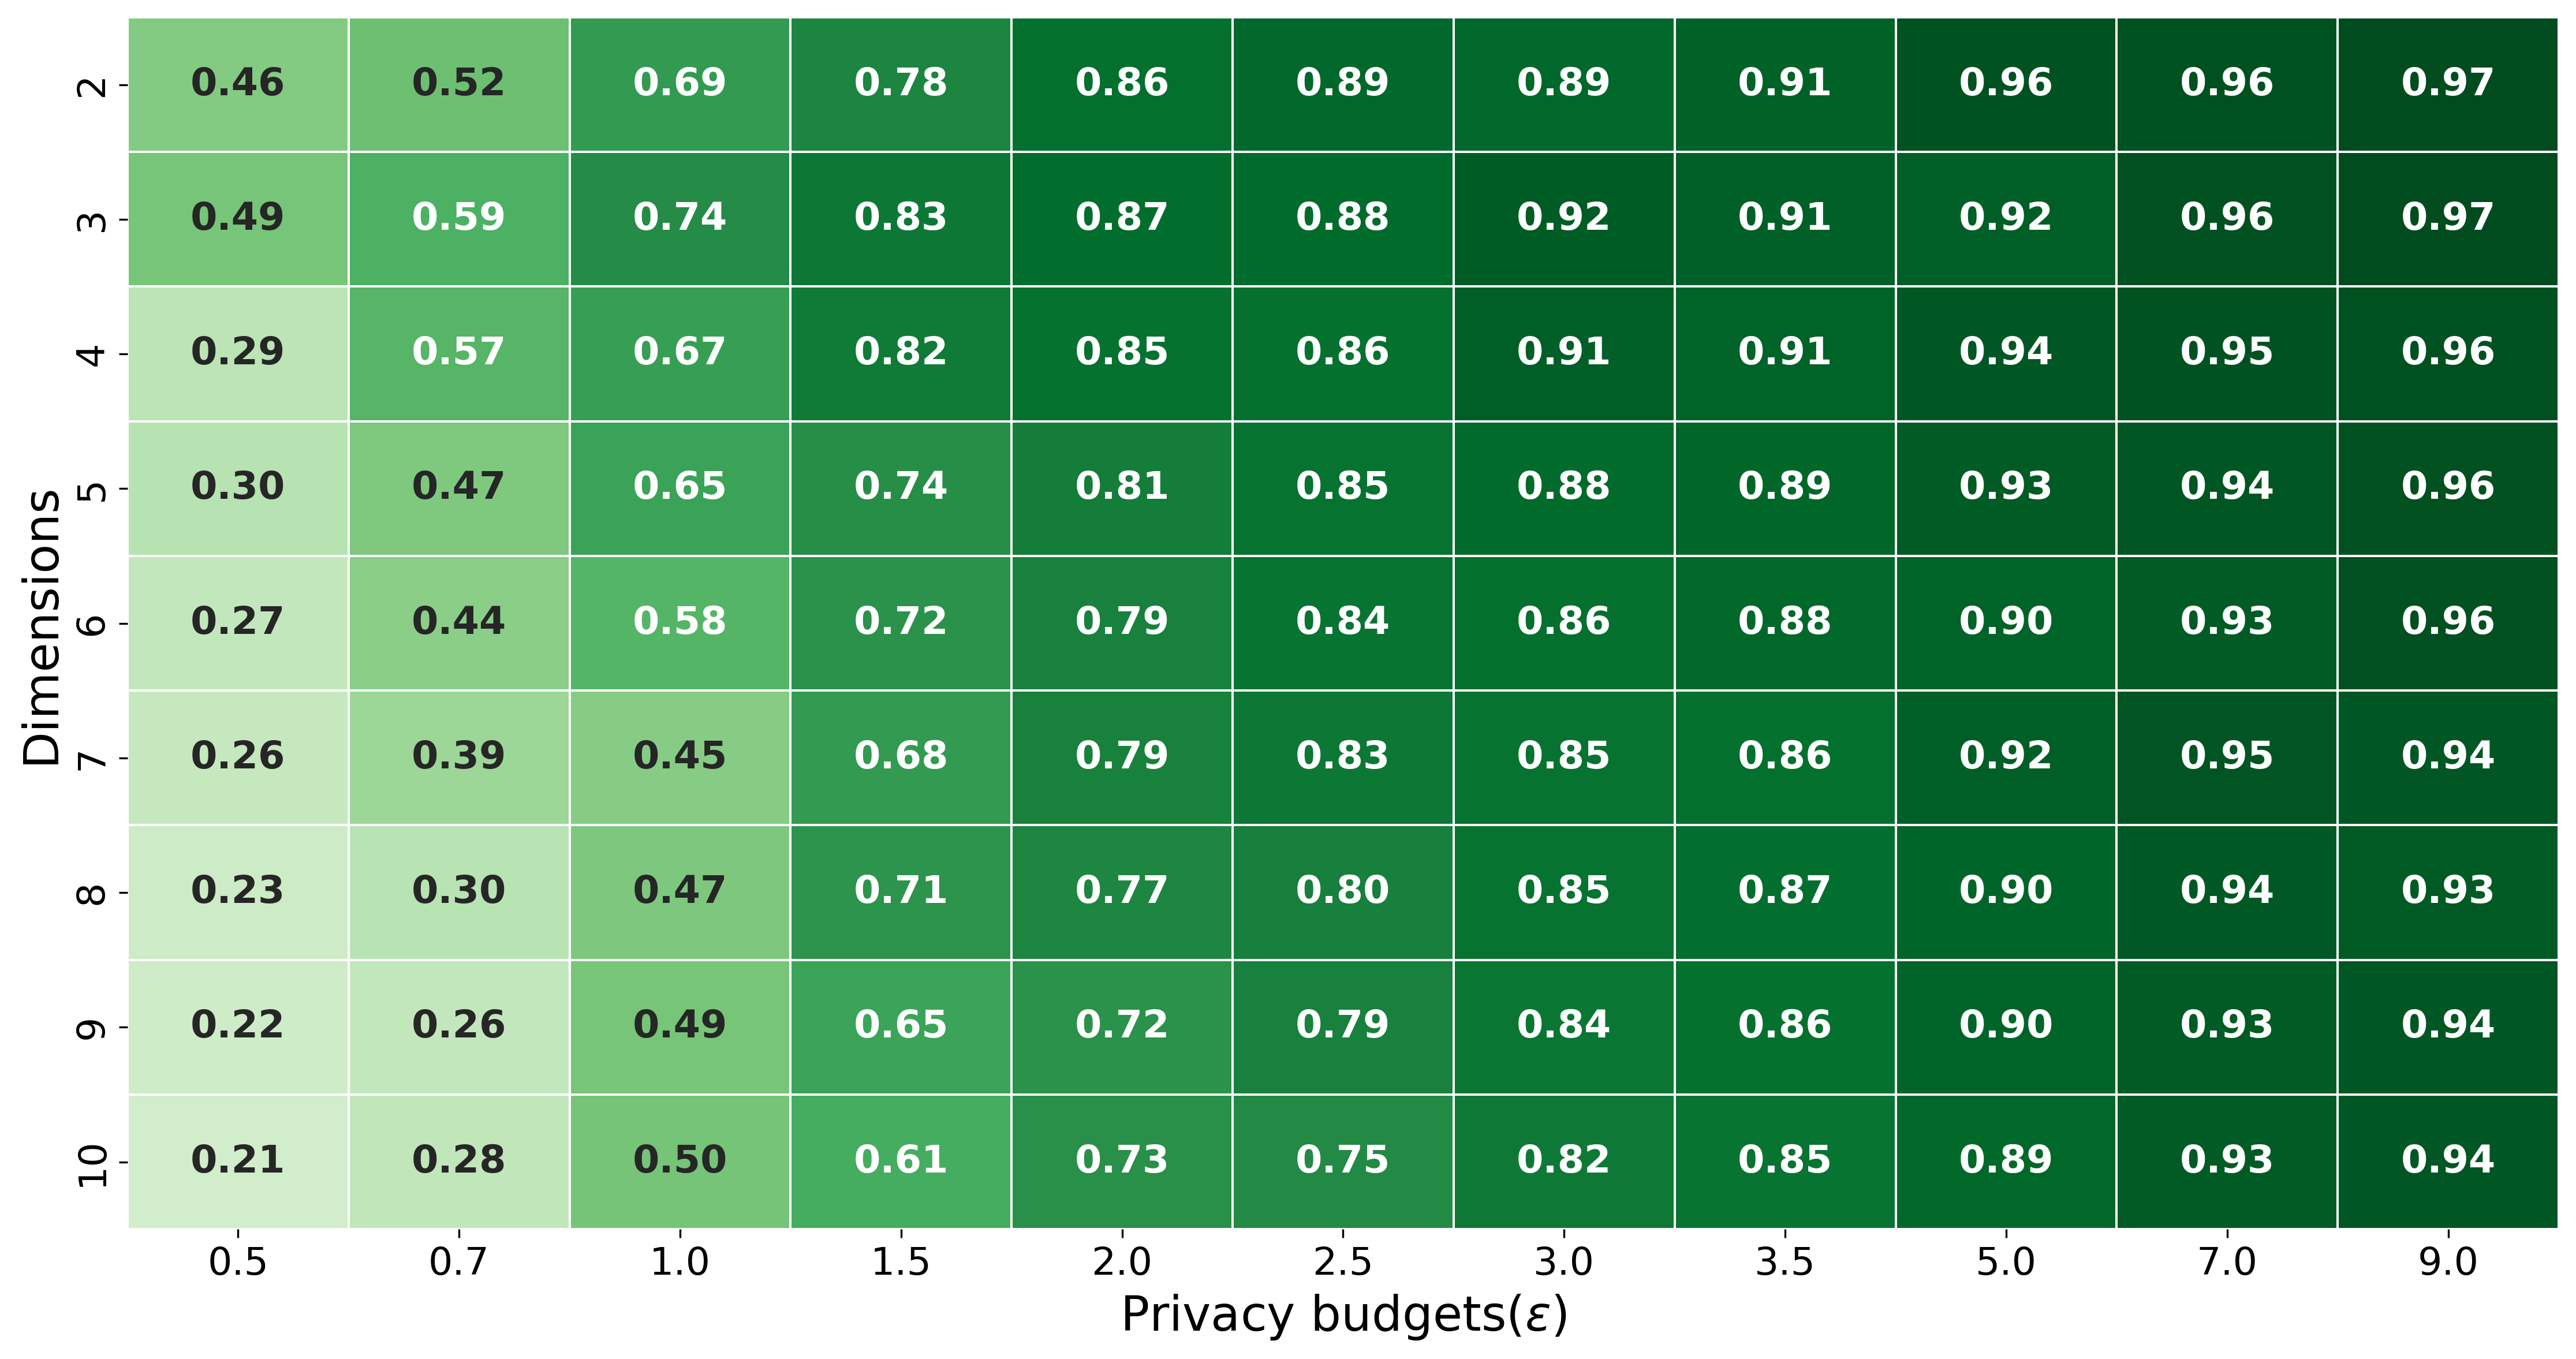 2 0.46 0.52 0.69 0.78 0.86 0.89 0.89 0.91 0.96 0.96 0.97
3 0.49 0.59 0.74 0.83 0.87 0.88 0.92 0.91 0.92 0.96 0.97
4 0.29 0.57 0.67 0.82 0.85 0.86 0.91 0.91 0.94 0.95 0.96
5 0.30 0.47 0.65 0.74 0.81 0.85 0.88 0.89 0.93 0.94 0.96
6 0.27 0.44 0.58 0.72 0.79 0.84 0.86 0.88 0.90 0.93 0.96
7 0.26 0.39 0.45 0.68 0.79 0.83 0.85 0.86 0.92 0.95 0.94
8 0.23 0.30 0.47 0.71 0.77 0.80 0.85 0.87 0.90 0.94 0.93
9 0.22 0.26 0.49 0.65 0.72 0.79 0.84 0.86 0.90 0.93 0.94
10 0.21 0.28 0.50 0.61 0.73 0.75 0.82 0.85 0.89 0.93 0.94
0.5 0.7 1.0 1.5 2.0 2.5 3.0 3.5 5.0 7.0 9.0
Privacy budgets(ε)
Dimensions